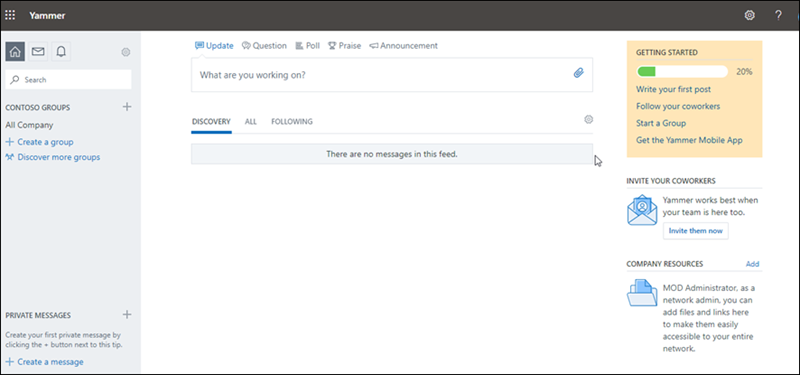 Yammer
?
Search
CONTOSO GROUPS
All Company
Create a group
Discover more groups
PRIVATE MESSAGES
Create your first private message by
clicking the + button next to this tip.
Create a message
Update Question Poll Praise Announcement
What are you working on?
DISCOVERY ALL FOLLOWING
There are no messages in this feed.
GETTING STARTED
20%
Write your first post
Follow your coworkers
Start a Group
Get the Yammer Mobile App
INVITE YOUR COWORKERS
Yammer works best when
your team is here too.
Invite them now
COMPANY RESOURCES Add
MOD Administrator, as a
network admin, you can
add files and links here
to make them easily
accessible to your entire
network.